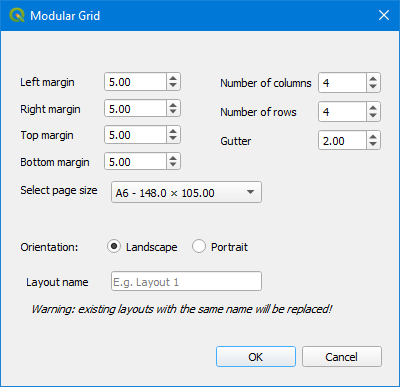 Modular Grid
Left margin 5.00
Right margin 5.00
Top margin 5.00
Bottom margin 5.00
Number of columns 4
Number of rows 4
Gutter 2.00
Select page size A6 - 148.0 × 105.00
Orientation: Landscape Portrait
Layout name E.g. Layout 1
Warning: existing layouts with the same name will be replaced!
OK Cancel